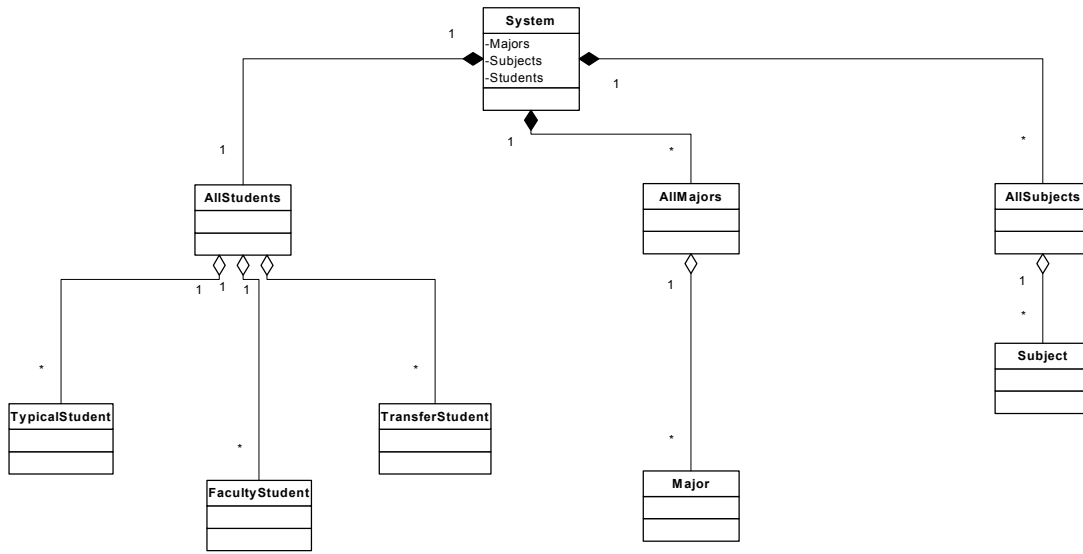 System
-Majors
-Subjects
-Students
1
1
1
1
*
*
AllStudents
AllMajors
AllSubjects
1
1
1
1
1
*
*
*
*
*
Subject
TypicalStudent
TransferStudent
FacultyStudent
Major